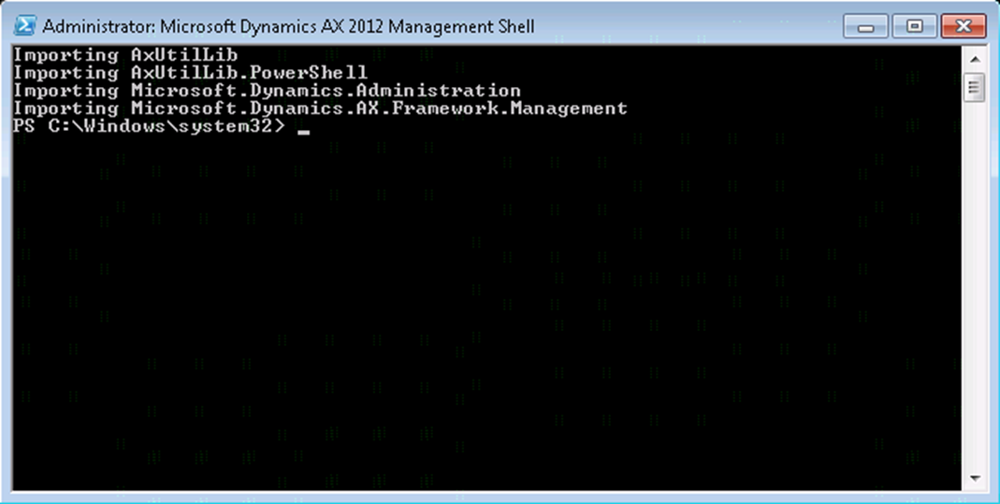 Administrator: Microsoft Dynamics AX 2012 Management Shell
Importing AxUtilLib
Importing AxUtilLib.PowerShell
Importing Microsoft.Dynamics.Administration
Importing Microsoft.Dynamics.AX.Framework.Management
PS C:\Windows\system32> _